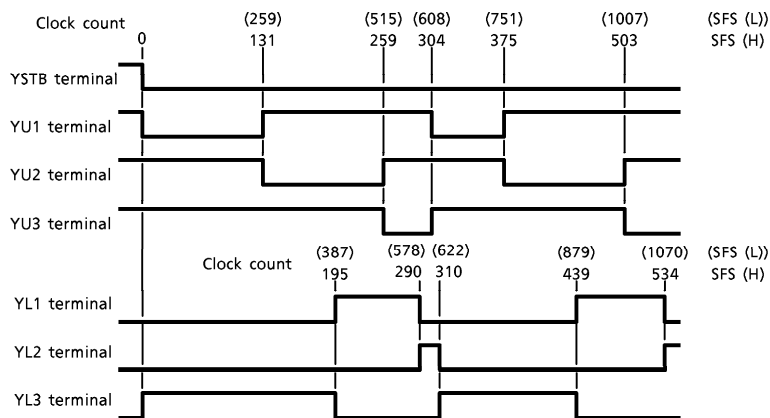 (259) (515) (608) (751) (1007) (SFS (L))
Clock count 0 131 259 304 375 503 SFS (H)
YSTB terminal
YU1 terminal
YU2 terminal
YU3 terminal
(387) (578) (622) (879) (1070) (SFS (L))
Clock count 195 290 310 439 534 SFS (H)
YL1 terminal
YL2 terminal
YL3 terminal